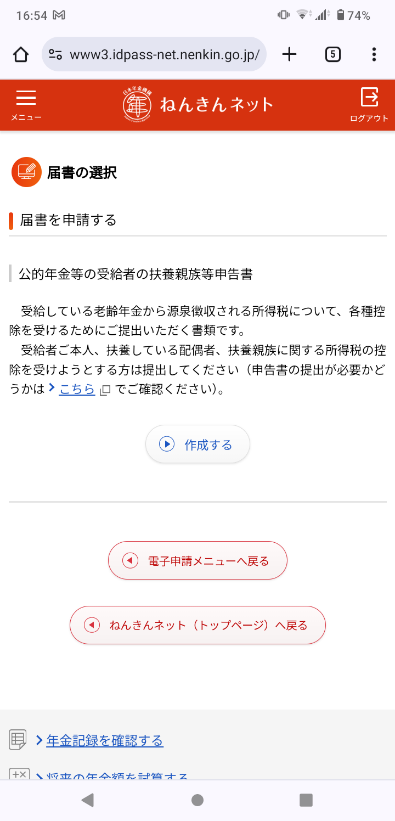 16:54
74%
www3.idpass-net.nenkin.go.jp/
5
メニュー
日本年金機構
ねんきんネット
ログアウト
届書の選択
届書を申請する
公的年金等の受給者の扶養親族等申告書
受給している老齢年金から源泉徴収される所得税について、各種控
除を受けるためにご提出いただく書類です。
受給者ご本人、扶養している配偶者、扶養親族に関する所得税の控
除を受けようとする方は提出してください（申告書の提出が必要かど
うかは こちら でご確認ください）。
作成する
電子申請メニューへ戻る
ねんきんネット（トップページ）へ戻る
年金記録を確認する
将来の年金額を試算する